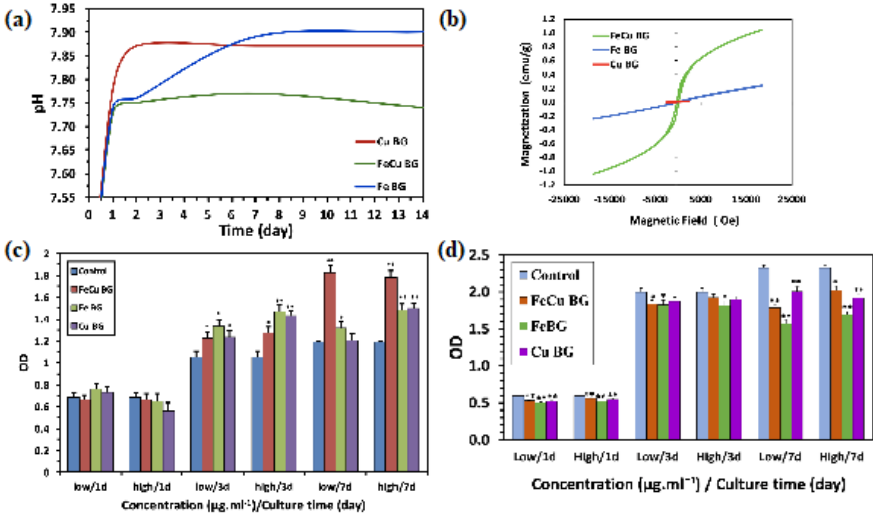 (a)
7.95
7.90
7.85
7.80
7.75
7.70
7.65
7.60
7.55
pH
Cu BG
FeCu BG
Fe BG
0 1 2 3 4 5 6 7 8 9 10 11 12 13 14
Time (day)
(b)
1.2
1.0
0.8
0.6
0.4
0.2
0.0
-0.2
-0.4
-0.6
-0.8
-1.0
-1.2
Magnetization (emu/g)
FeCu BG
Fe BG
Cu BG
-25000 -15000 -5000 5000 15000 25000
Magnetic Field ( Oe)
(c)
2
1.8
1.6
1.4
1.2
1
0.8
0.6
0.4
0.2
0
OD
Control
FeCu BG
Fe BG
Cu BG
* * *
* ** **
** *
** ** **
low/1d high/1d low/3d high/3d low/7d high/7d
Concentration (µg.ml⁻¹)/Culture time (day)
(d)
2.5
2.0
1.5
1.0
0.5
0.0
OD
Control
FeCu BG
FeBG
Cu BG
Low/1d High/1d Low/3d High/3d Low/7d High/7d
Concentration (µg.ml⁻¹) / Culture time (day)